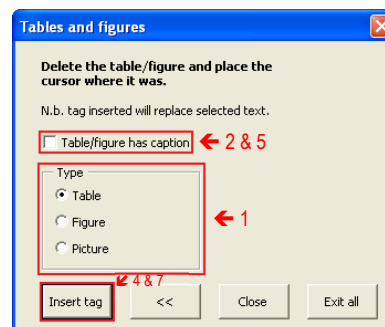 Tables and figures
Delete the table/figure and place the
cursor where it was.
N.b. tag inserted will replace selected text.
Table/figure has caption
2 & 5
Type
Table
Figure
1
Picture
4 & 7
Insert tag
<<
Close
Exit all